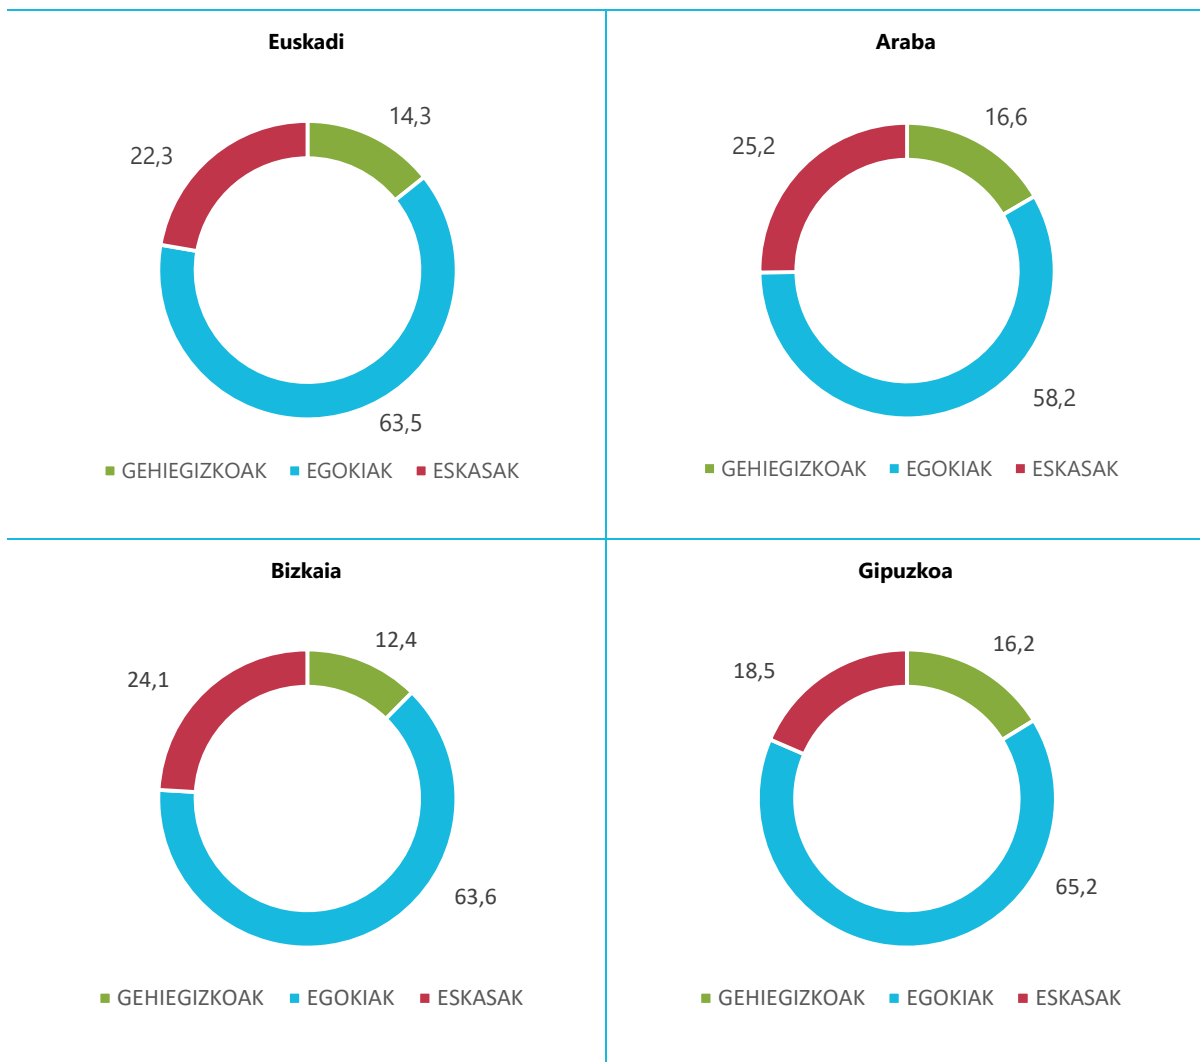 Euskadi
14,3
22,3
63,5
GEHIEGIZKOAK EGOKIAK ESKASAK
Araba
16,6
25,2
58,2
GEHIEGIZKOAK EGOKIAK ESKASAK
Bizkaia
12,4
24,1
63,6
GEHIEGIZKOAK EGOKIAK ESKASAK
Gipuzkoa
16,2
18,5
65,2
GEHIEGIZKOAK EGOKIAK ESKASAK